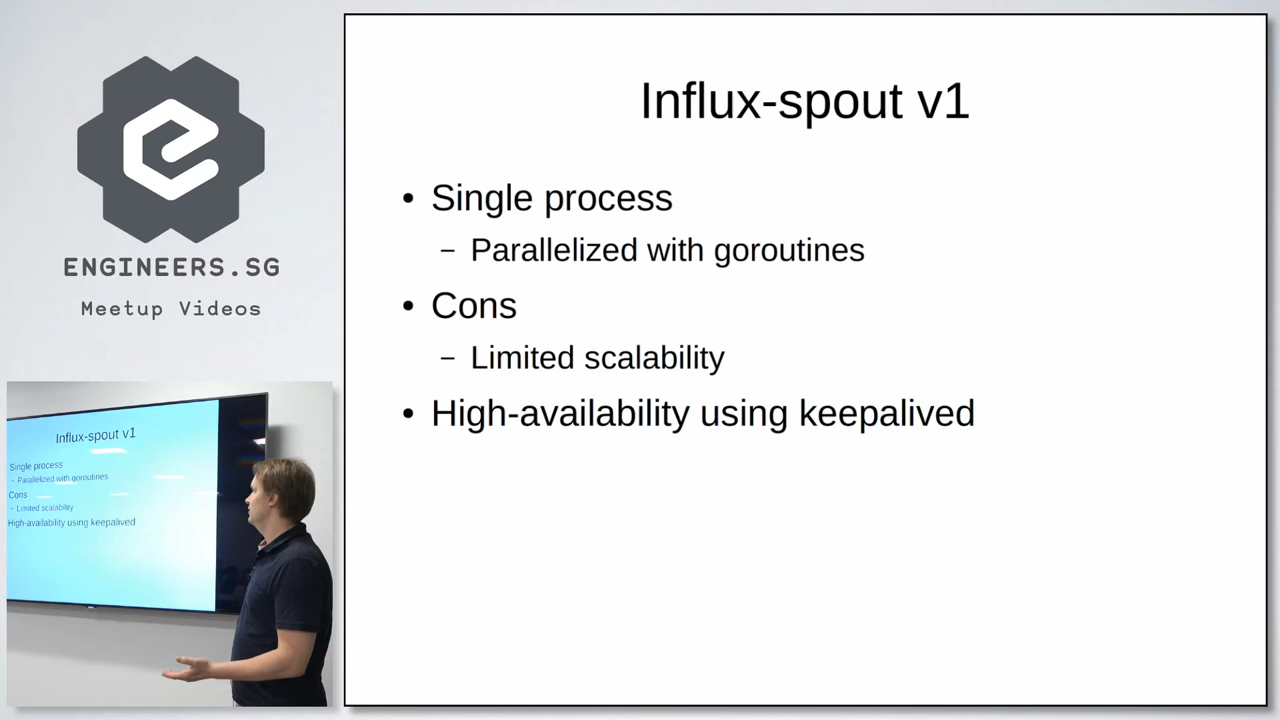 ENGINEERS.SG
Meetup Videos
Influx-spout v1
• Single process
– Parallelized with goroutines
• Cons
– Limited scalability
• High-availability using keepalived
Influx-spout v1
Single process
– Parallelized with goroutines
Cons
– Limited scalability
High-availability using keepalived